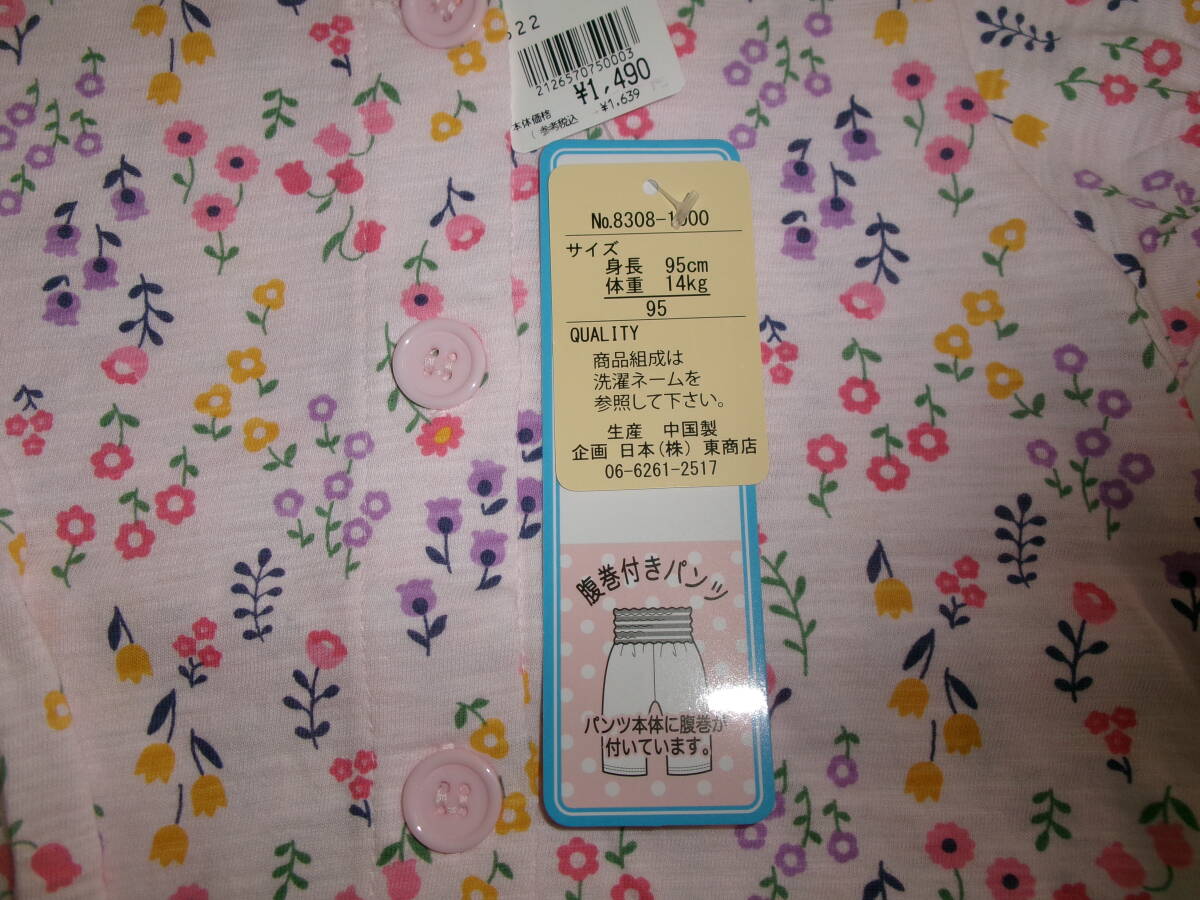 522
2126570750003
¥1,490
¥1,639
本体価格
(参考税込
No.8308-1000
サイズ
身長 95cm
体重 14kg
95
QUALITY
商品組成は
洗濯ネームを
参照して下さい。
生産 中国製
企画 日本(株) 東商店
06-6261-2517
腹巻付きパンツ
パンツ本体に腹巻が
付いています。